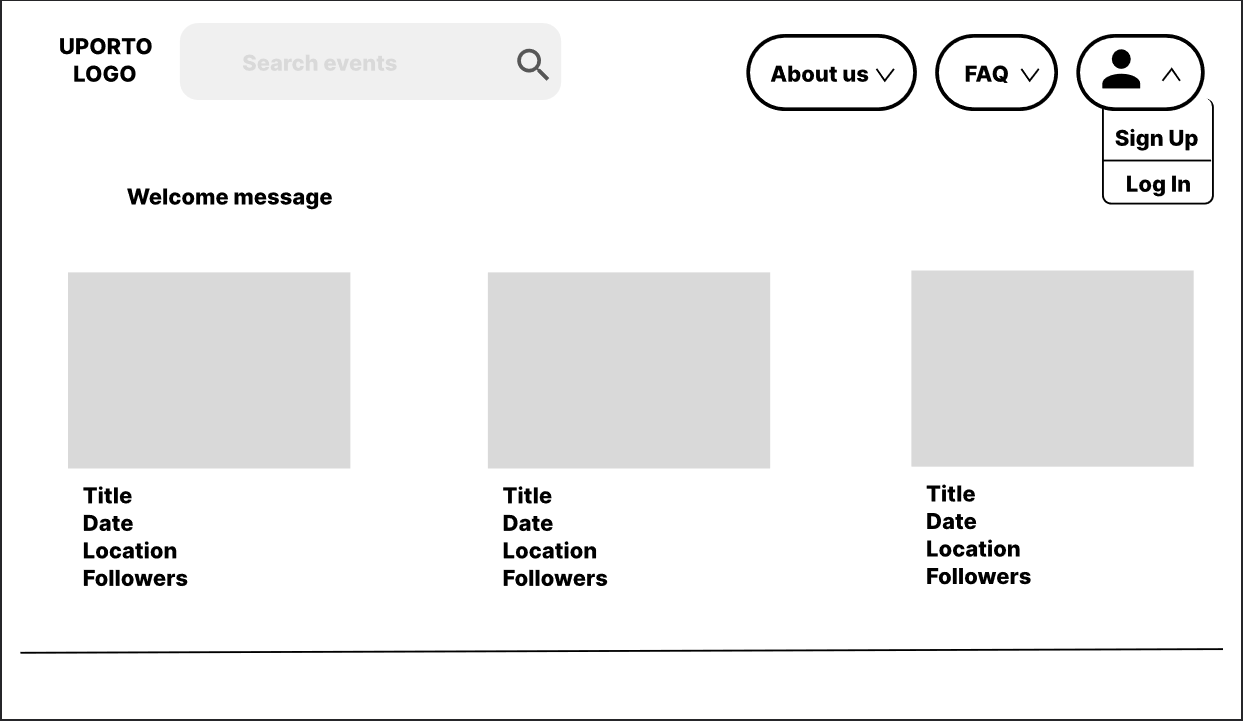 UPORTO
LOGO
Search events
About us
FAQ
Sign Up
Log In
Welcome message
Title
Date
Location
Followers
Title
Date
Location
Followers
Title
Date
Location
Followers